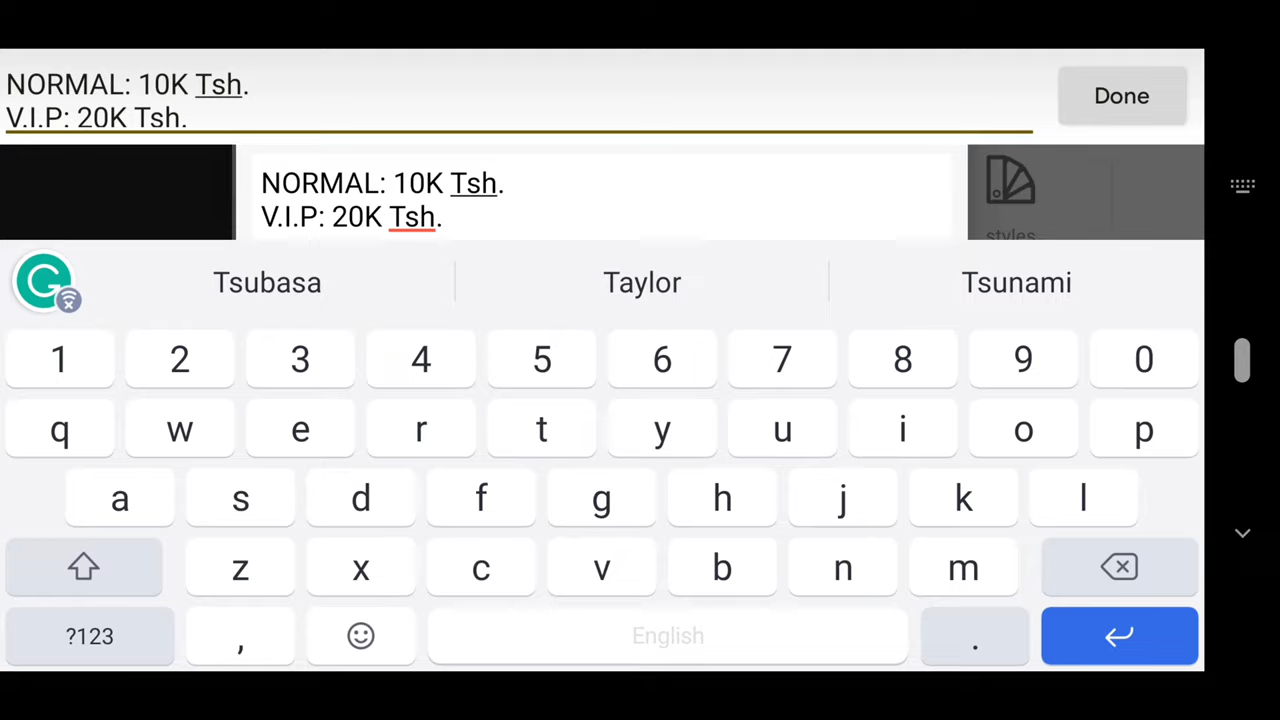 NORMAL: 10K Tsh.
V.I.P: 20K Tsh.
Done
NORMAL: 10K Tsh.
V.I.P: 20K Tsh.
styles
Tsubasa Taylor Tsunami
1 2 3 4 5 6 7 8 9 0
q w e r t y u i o p
a s d f g h j k l
z x c v b n m
?123 , English .